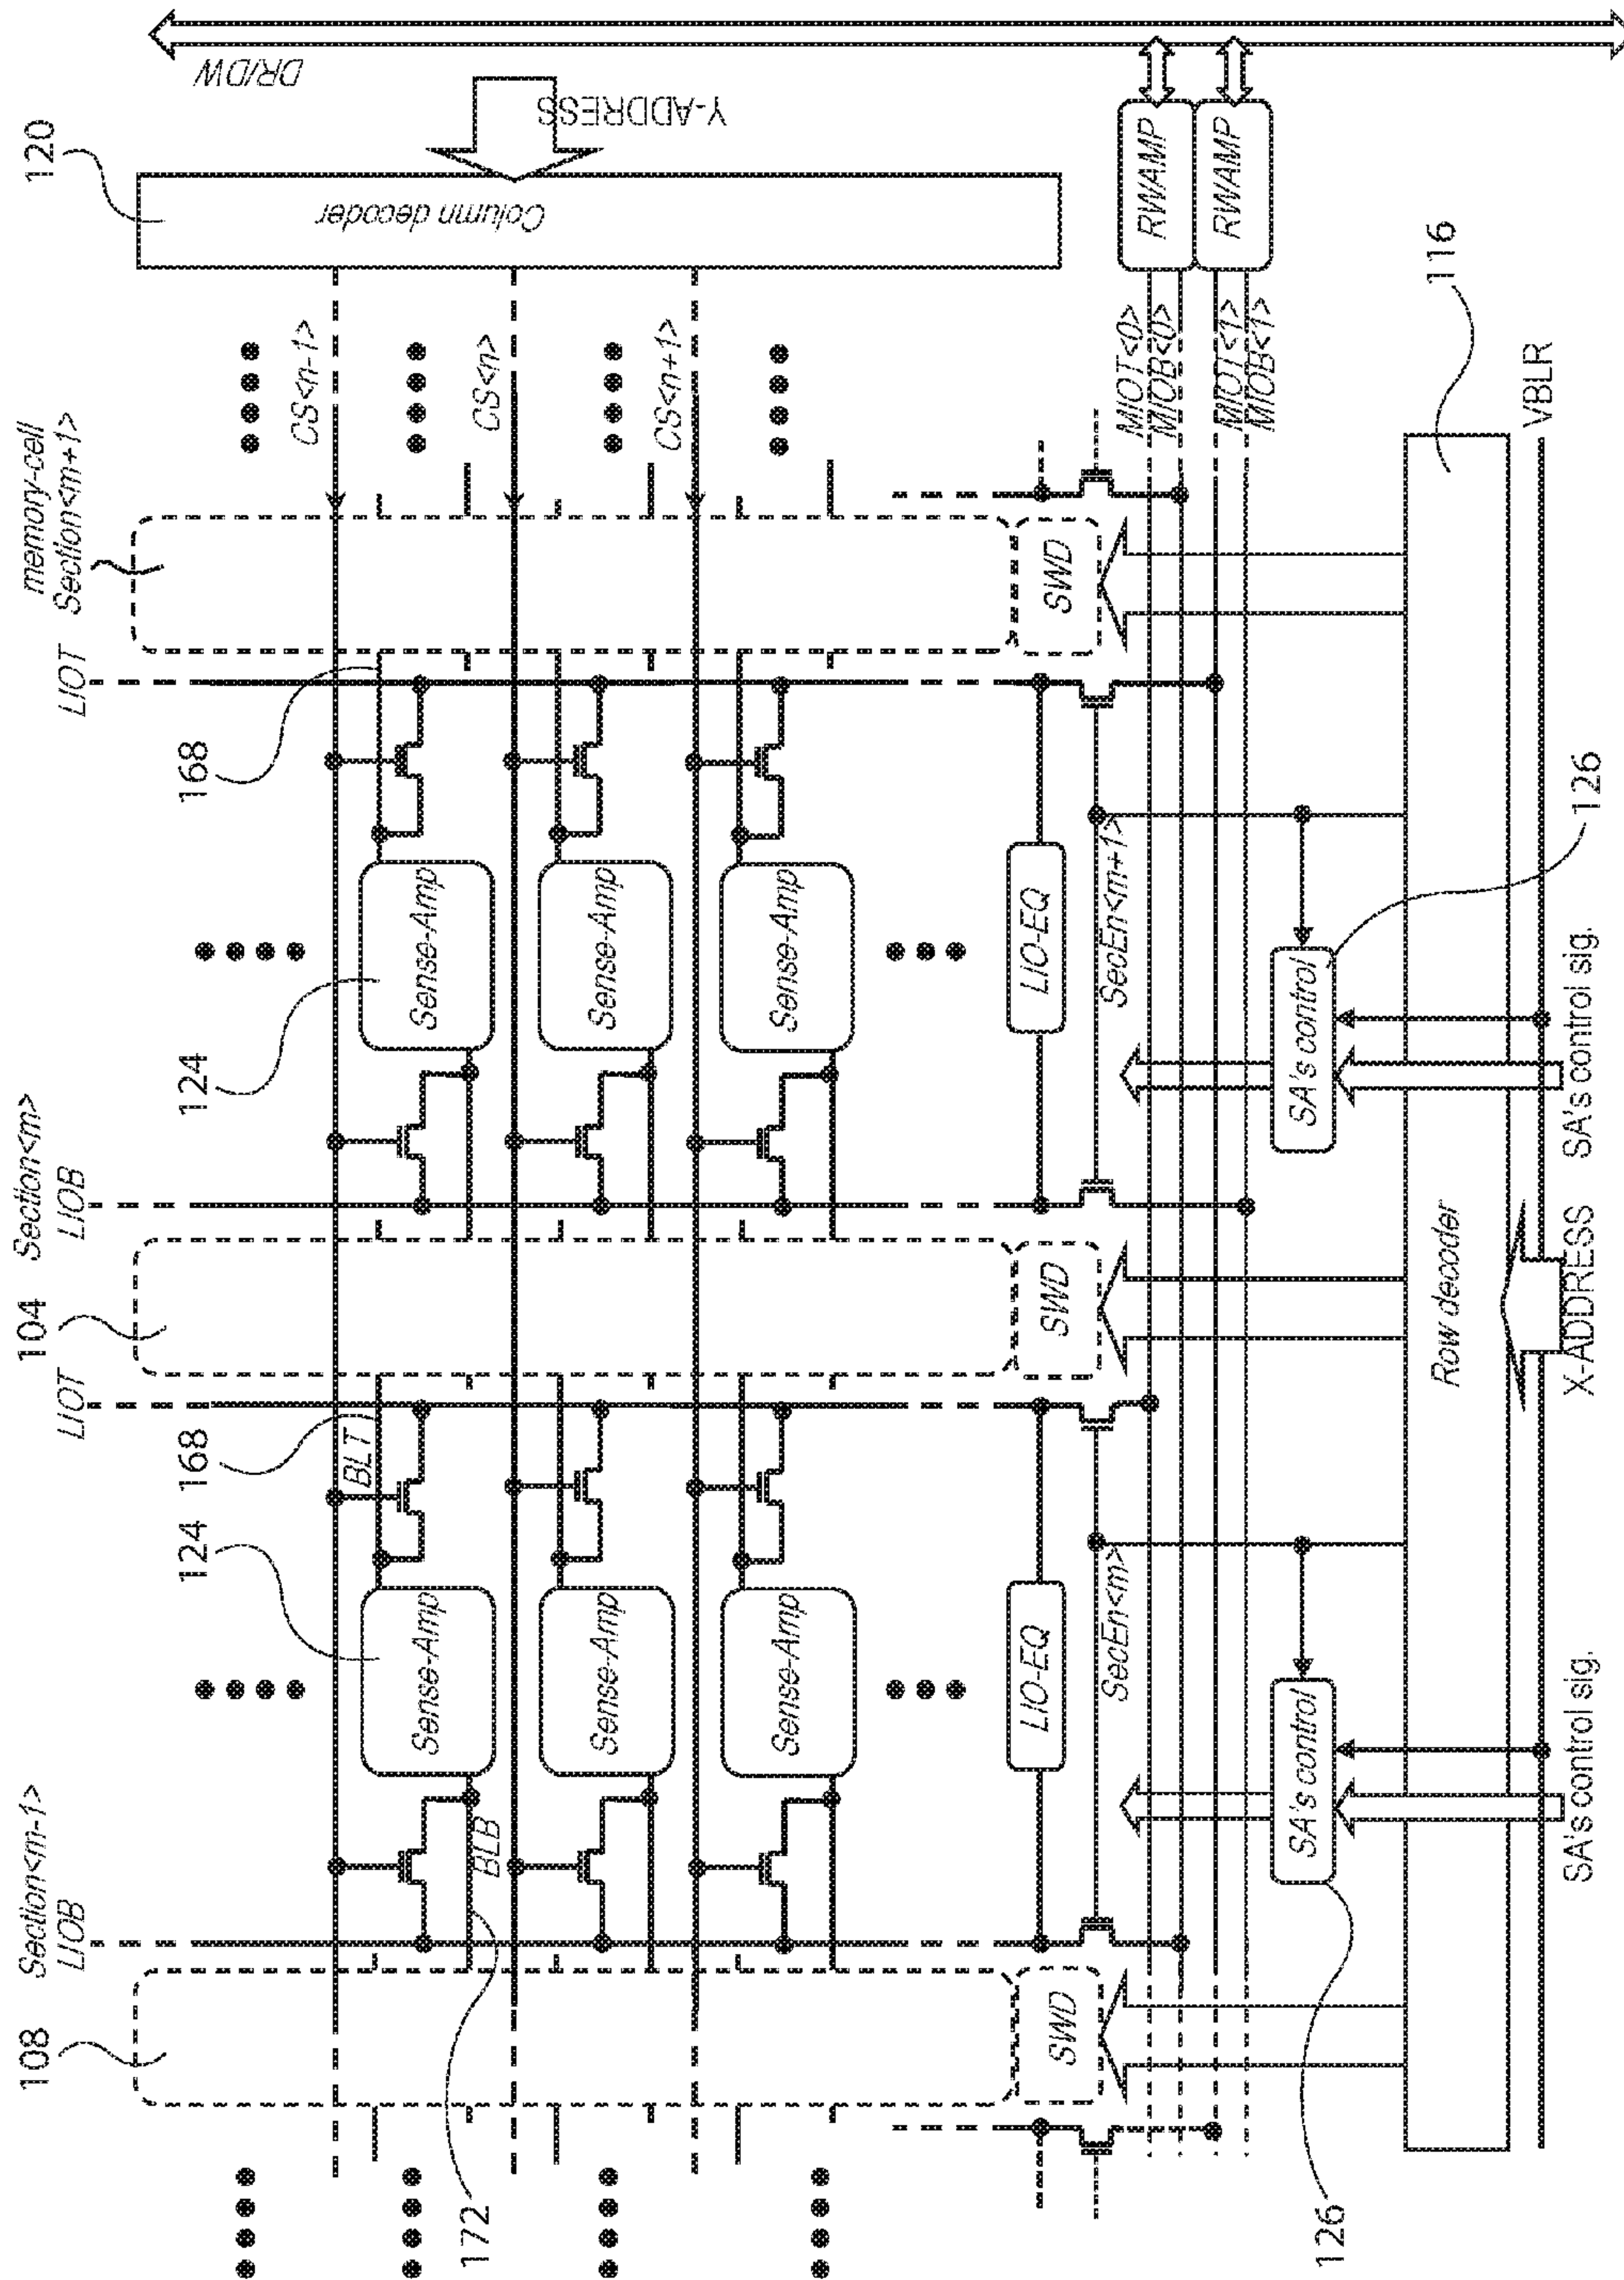 108
Section<m-1>
LIOB
104
Section<m>
LIOT
LIOB
memory-cell
Section<m+1>
LIOT
120
DR/DW
Y-ADDRESS
Column decoder
CS<n-1>
CS<n>
CS<n+1>
124
168
BLT
124
168
Sense-Amp
Sense-Amp
BLB
172
Sense-Amp
Sense-Amp
Sense-Amp
Sense-Amp
SWD
LIO-EQ
SWD
LIO-EQ
SWD
SecEn<m>
SecEn<m+1>
MIOT<0>
MIOB<0>
MIOT<1>
MIOB<1>
RWAMP
RWAMP
126
SA's control
SA's control
126
Row decoder
116
VBLR
SA's control sig.
X-ADDRESS
SA's control sig.